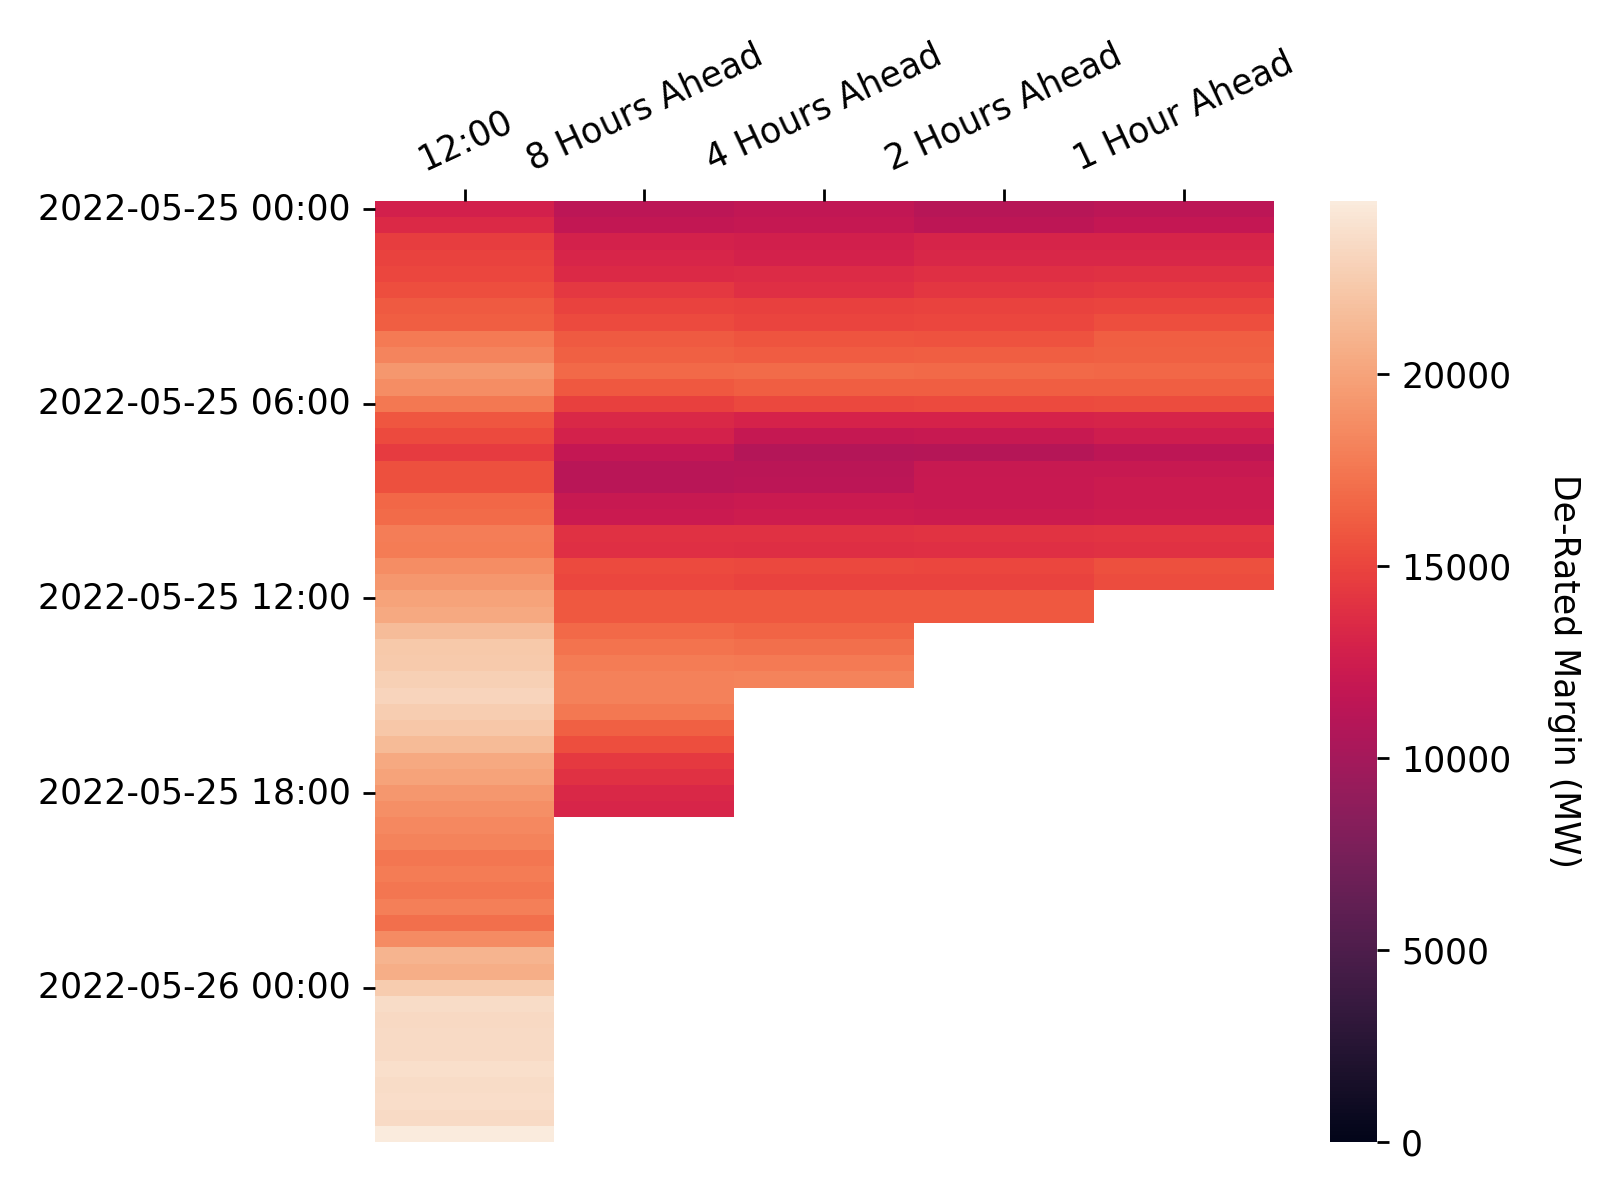 12:00
8 Hours Ahead
4 Hours Ahead
2 Hours Ahead
1 Hour Ahead
2022-05-25 00:00
2022-05-25 06:00
2022-05-25 12:00
2022-05-25 18:00
2022-05-26 00:00
20000
15000
10000
5000
0
De-Rated Margin (MW)